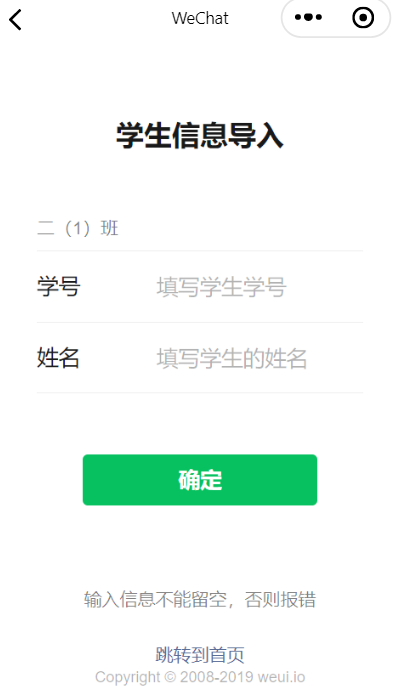 WeChat
学生信息导入
二（1）班
学号 填写学生学号
姓名 填写学生的姓名
确定
输入信息不能留空，否则报错
跳转到首页
Copyright © 2008-2019 weui.io